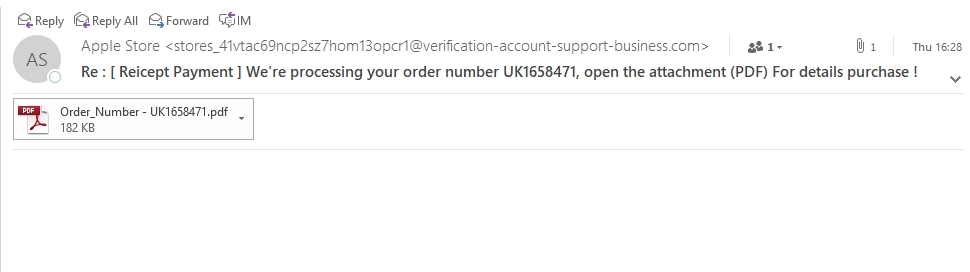 Reply Reply All Forward IM
AS
Apple Store <stores_41vtac69ncp2sz7hom13opcr1@verification-account-support-business.com>
1
1
Thu 16:28
Re : [ Reicept Payment ] We're processing your order number UK1658471, open the attachment (PDF) For details purchase !
PDF
Order_Number - UK1658471.pdf
182 KB